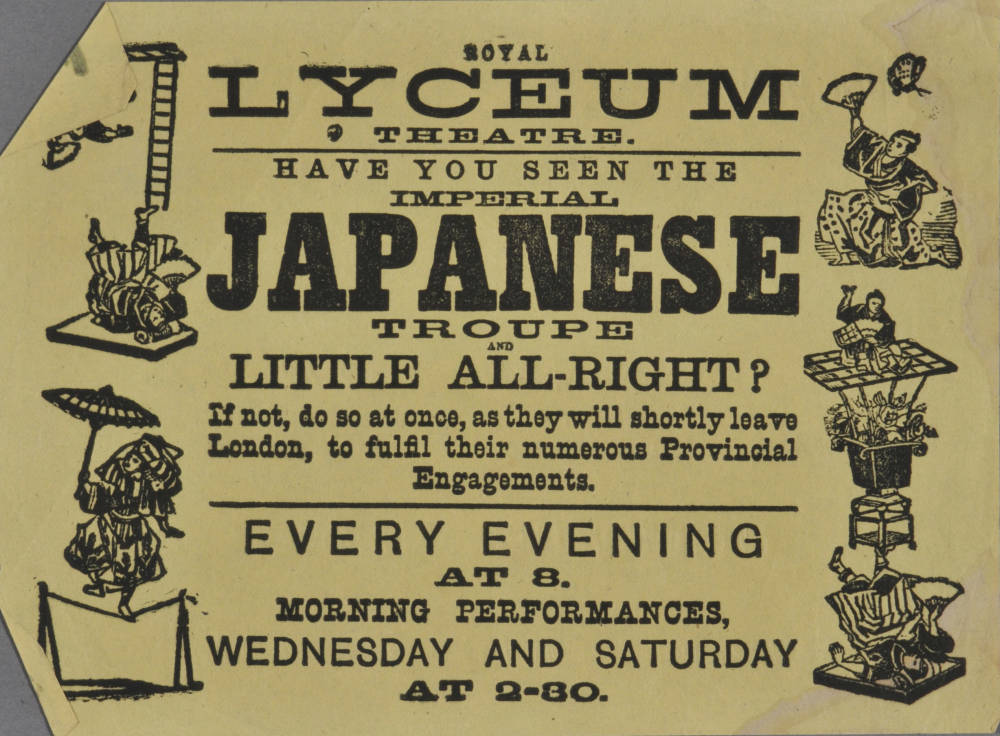 ROYAL
LYCEUM
THEATRE.
HAVE YOU SEEN THE
IMPERIAL
JAPANESE
TROUPE
AND
LITTLE ALL-RIGHT?
If not, do so at once, as they will shortly leave
London, to fulfil their numerous Provincial
Engagements.
EVERY EVENING
AT 8.
MORNING PERFORMANCES,
WEDNESDAY AND SATURDAY
AT 2-30.